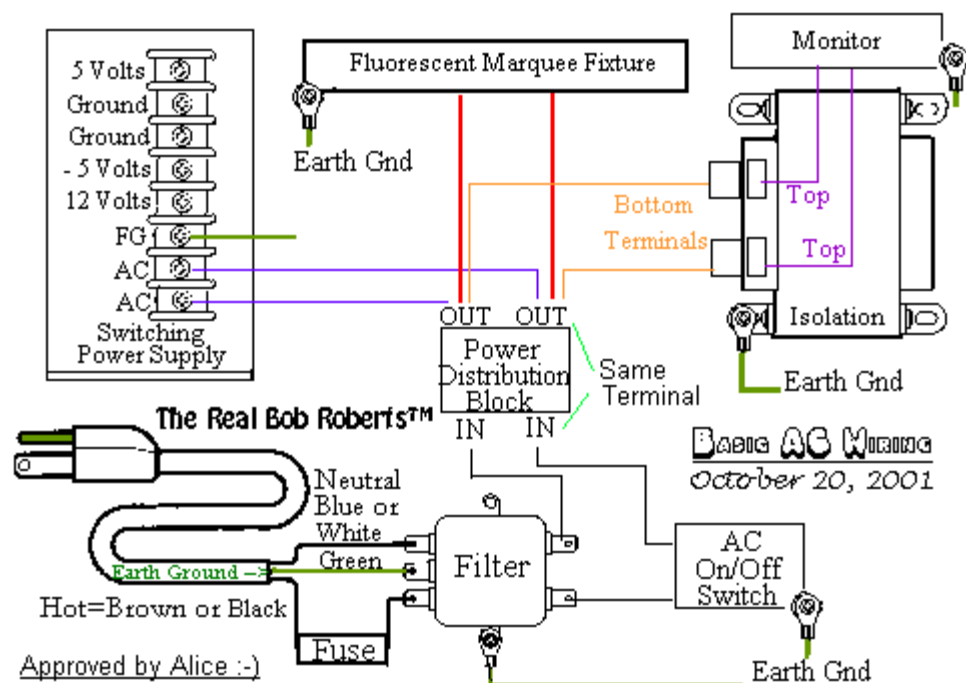 5 Volts
Ground
Ground
- 5 Volts
12 Volts
FG
AC
AC
Switching
Power Supply
Fluorescent Marquee Fixture
Earth Gnd
Monitor
Bottom
Terminals
Top
Top
Isolation
Earth Gnd
OUT OUT
Power
Distribution
Block
IN IN
Same
Terminal
The Real Bob Roberts™
Basic AC Wiring
October 20, 2001
Neutral
Blue or
White
Green
Earth Ground -->
Hot=Brown or Black
Fuse
Filter
AC
On/Off
Switch
Earth Gnd
Approved by Alice :-)